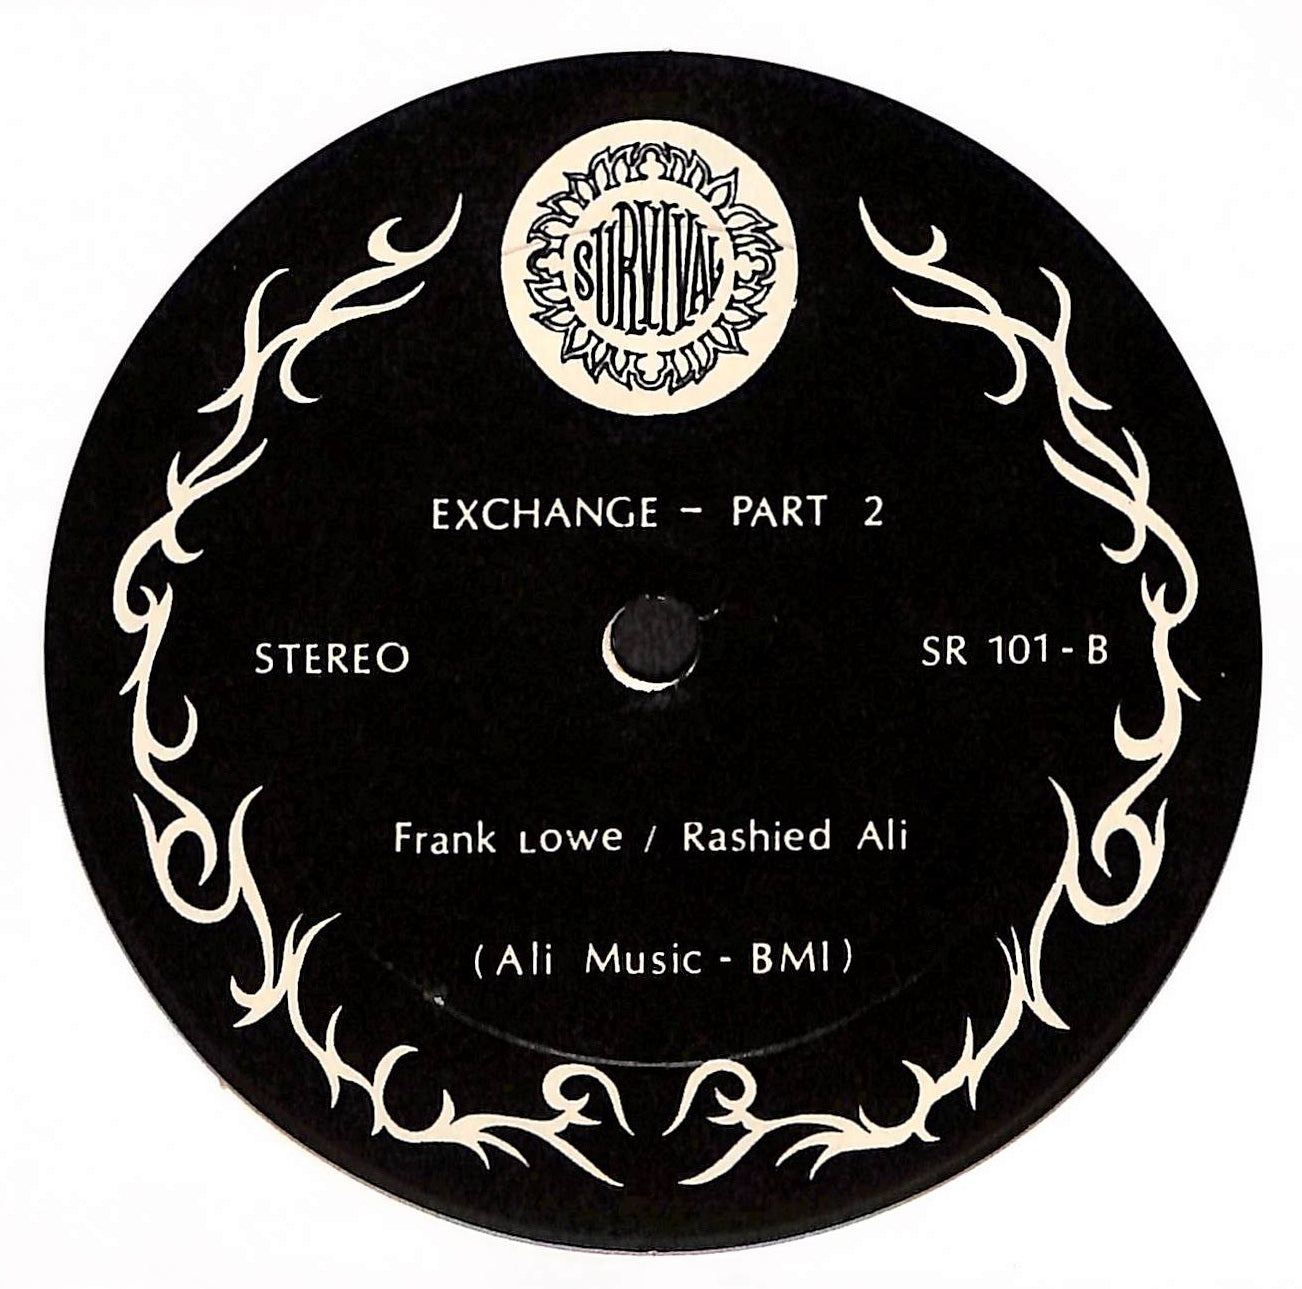 SURVIVAL
EXCHANGE - PART 2
STEREO
SR 101 - B
Frank Lowe / Rashied Ali
(Ali Music - BMI)